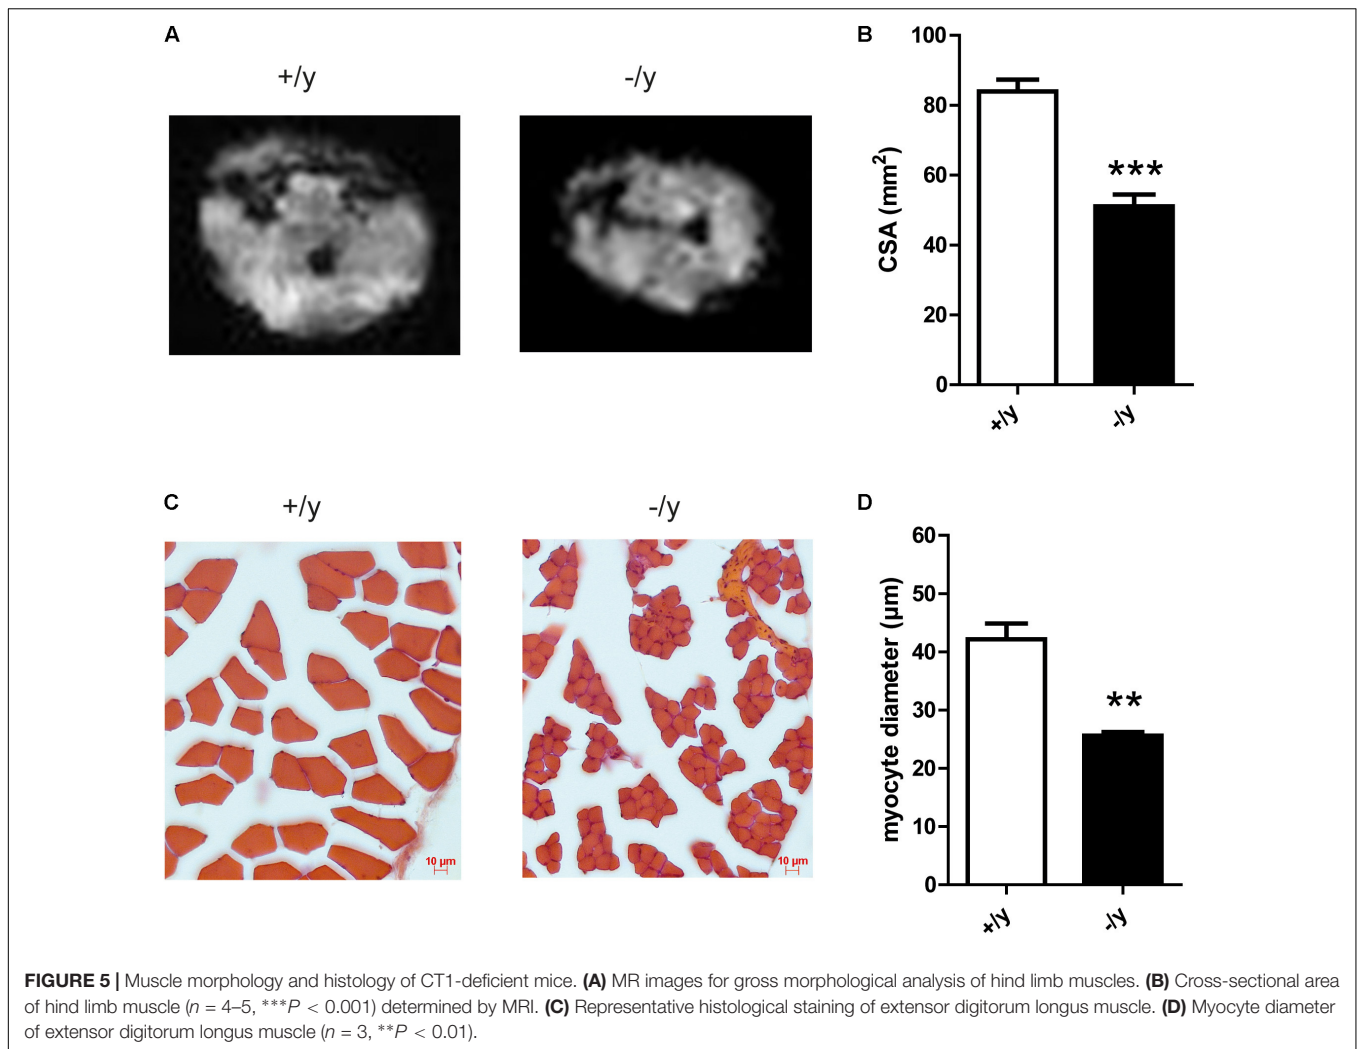 A
+/y
-/y
B
100
80
60
40
20
0
CSA (mm²)
***
+/y
-/y
C
+/y
-/y
10 µm
10 µm
D
60
50
40
30
20
10
0
myocyte diameter (µm)
**
+/y
-/y
FIGURE 5 | Muscle morphology and histology of CT1-deficient mice. (A) MR images for gross morphological analysis of hind limb muscles. (B) Cross-sectional area
of hind limb muscle (n = 4–5, ***P < 0.001) determined by MRI. (C) Representative histological staining of extensor digitorum longus muscle. (D) Myocyte diameter
of extensor digitorum longus muscle (n = 3, **P < 0.01).